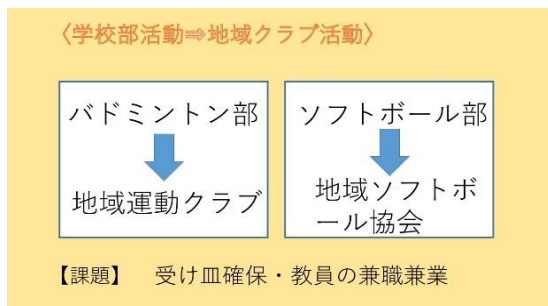 〈学校部活動⇒地域クラブ活動〉
バドミントン部
地域運動クラブ
ソフトボール部
地域ソフトボ
ール協会
【課題】　受け皿確保・教員の兼職兼業